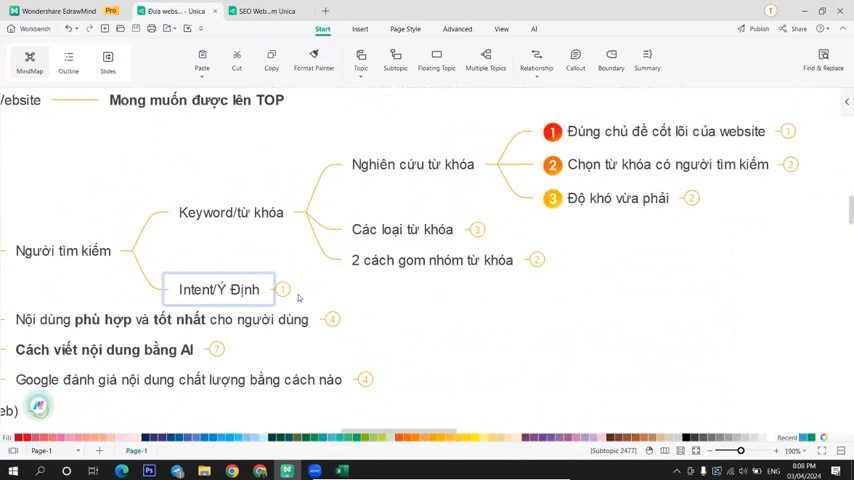 Wondershare EdrawMind
Pro
Đưa webs... - Unica
SEO Web...m Unica
T
Workbench
Start
Insert
Page Style
Advanced
View
AI
Publish
Share
MindMap
Outline
Slides
Paste
Cut
Copy
Format Painter
Topic
Subtopic
Floating Topic
Multiple Topics
Relationship
Callout
Boundary
Summary
Find & Replace
/ebsite
Mong muốn được lên TOP
1 Đúng chủ đề cốt lõi của website 1
Nghiên cứu từ khóa
2 Chọn từ khóa có người tìm kiếm 2
3 Độ khó vừa phải 2
Keyword/từ khóa
Các loại từ khóa 3
Người tìm kiếm
2 cách gom nhóm từ khóa 2
Intent/Ý Định 1
Nội dùng phù hợp và tốt nhất cho người dùng 4
Cách viết nội dung bằng AI 7
Google đánh giá nội dung chất lượng bằng cách nào 4
eb)
Fill
Recent
Page-1
Page-1
[Subtopic 2477]
190%
ENG
8:08 PM
03/04/2024